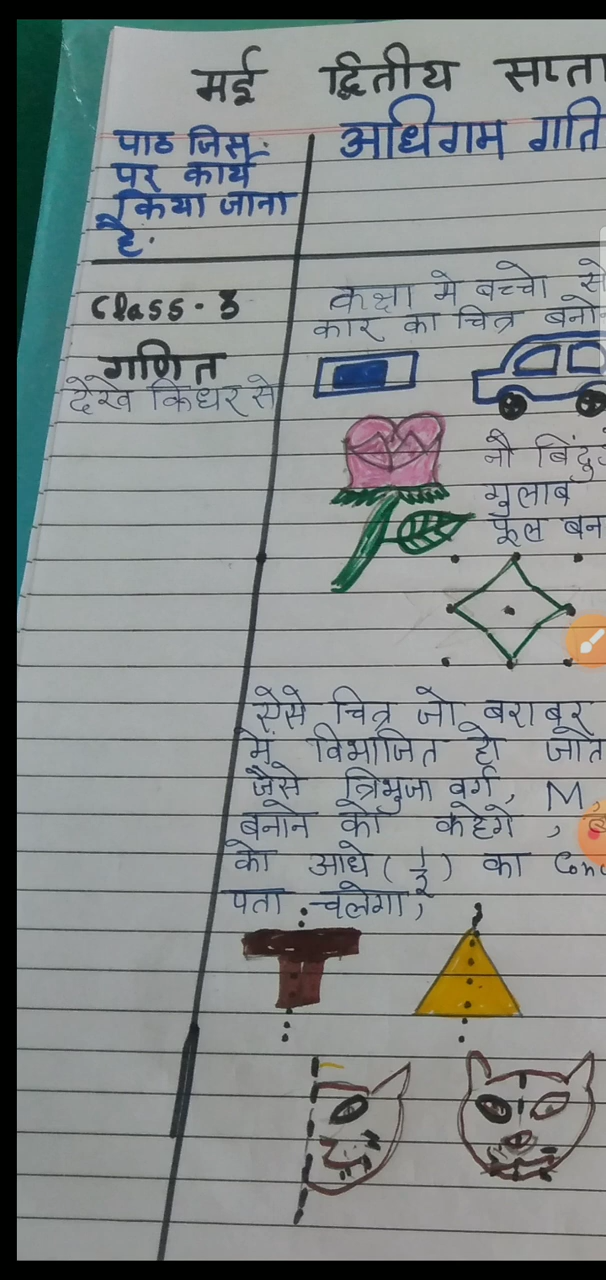 मई द्वितीय सप्ता
पाठ जिस
पर कार्य
किया जाना
है.
अधिगम गति
Class - 3
गणित
देखे किधर से
कक्षा मे बच्चो से
कार का चित्र बनो
नौ बिंदु
गुलाब
फूल बन
ऐसे चित्र जो बराबर
मे विभाजित हो जात
जैसे त्रिभुजा वर्ग, M,
बनाने को कहेगे ,
को आधे ( 1/2 ) का Conc
पता चलेगा,